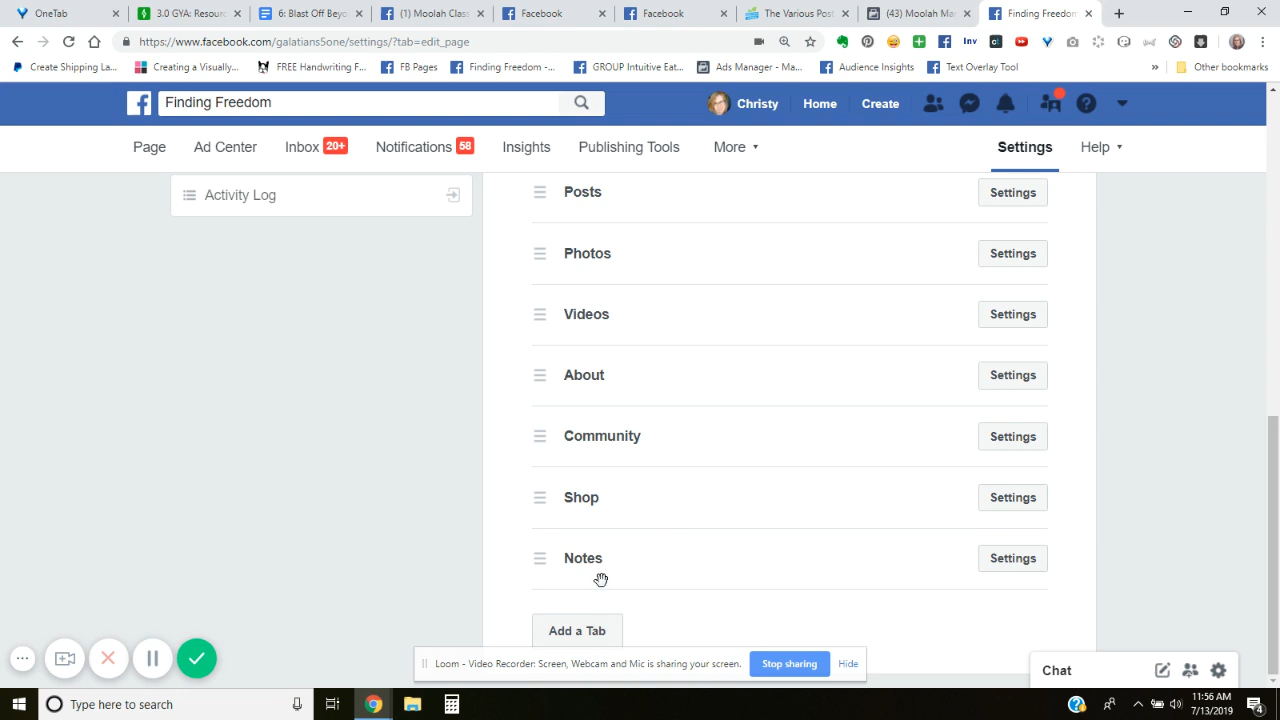 OneTab
3.0 GYA: Resourc
6: Blast Off Beyo
(1) Moolah Class
Facebook
Facebook
The Various Post
(43) Moolah Ma
Finding Freedom
https://www.facebook.com/galantes5one/settings/?tab=edit_page
Inv
Create Shipping La...
Creating a Visually...
FREE Handwriting F...
FB Pages
Finding Freedom -...
GROUP Intuitive Eat...
Ads Manager - Ma...
Audience Insights
Text Overlay Tool
»
Other bookmarks
Finding Freedom
Christy
Home
Create
Page
Ad Center
Inbox 20+
Notifications 58
Insights
Publishing Tools
More
Settings
Help
Activity Log
Posts
Settings
Photos
Settings
Videos
Settings
About
Settings
Community
Settings
Shop
Settings
Notes
Settings
Add a Tab
Loom - Video Recorder: Screen, Webcam and Mic is sharing your screen.
Stop sharing
Hide
Chat
Type here to search
11:56 AM
7/13/2019
4